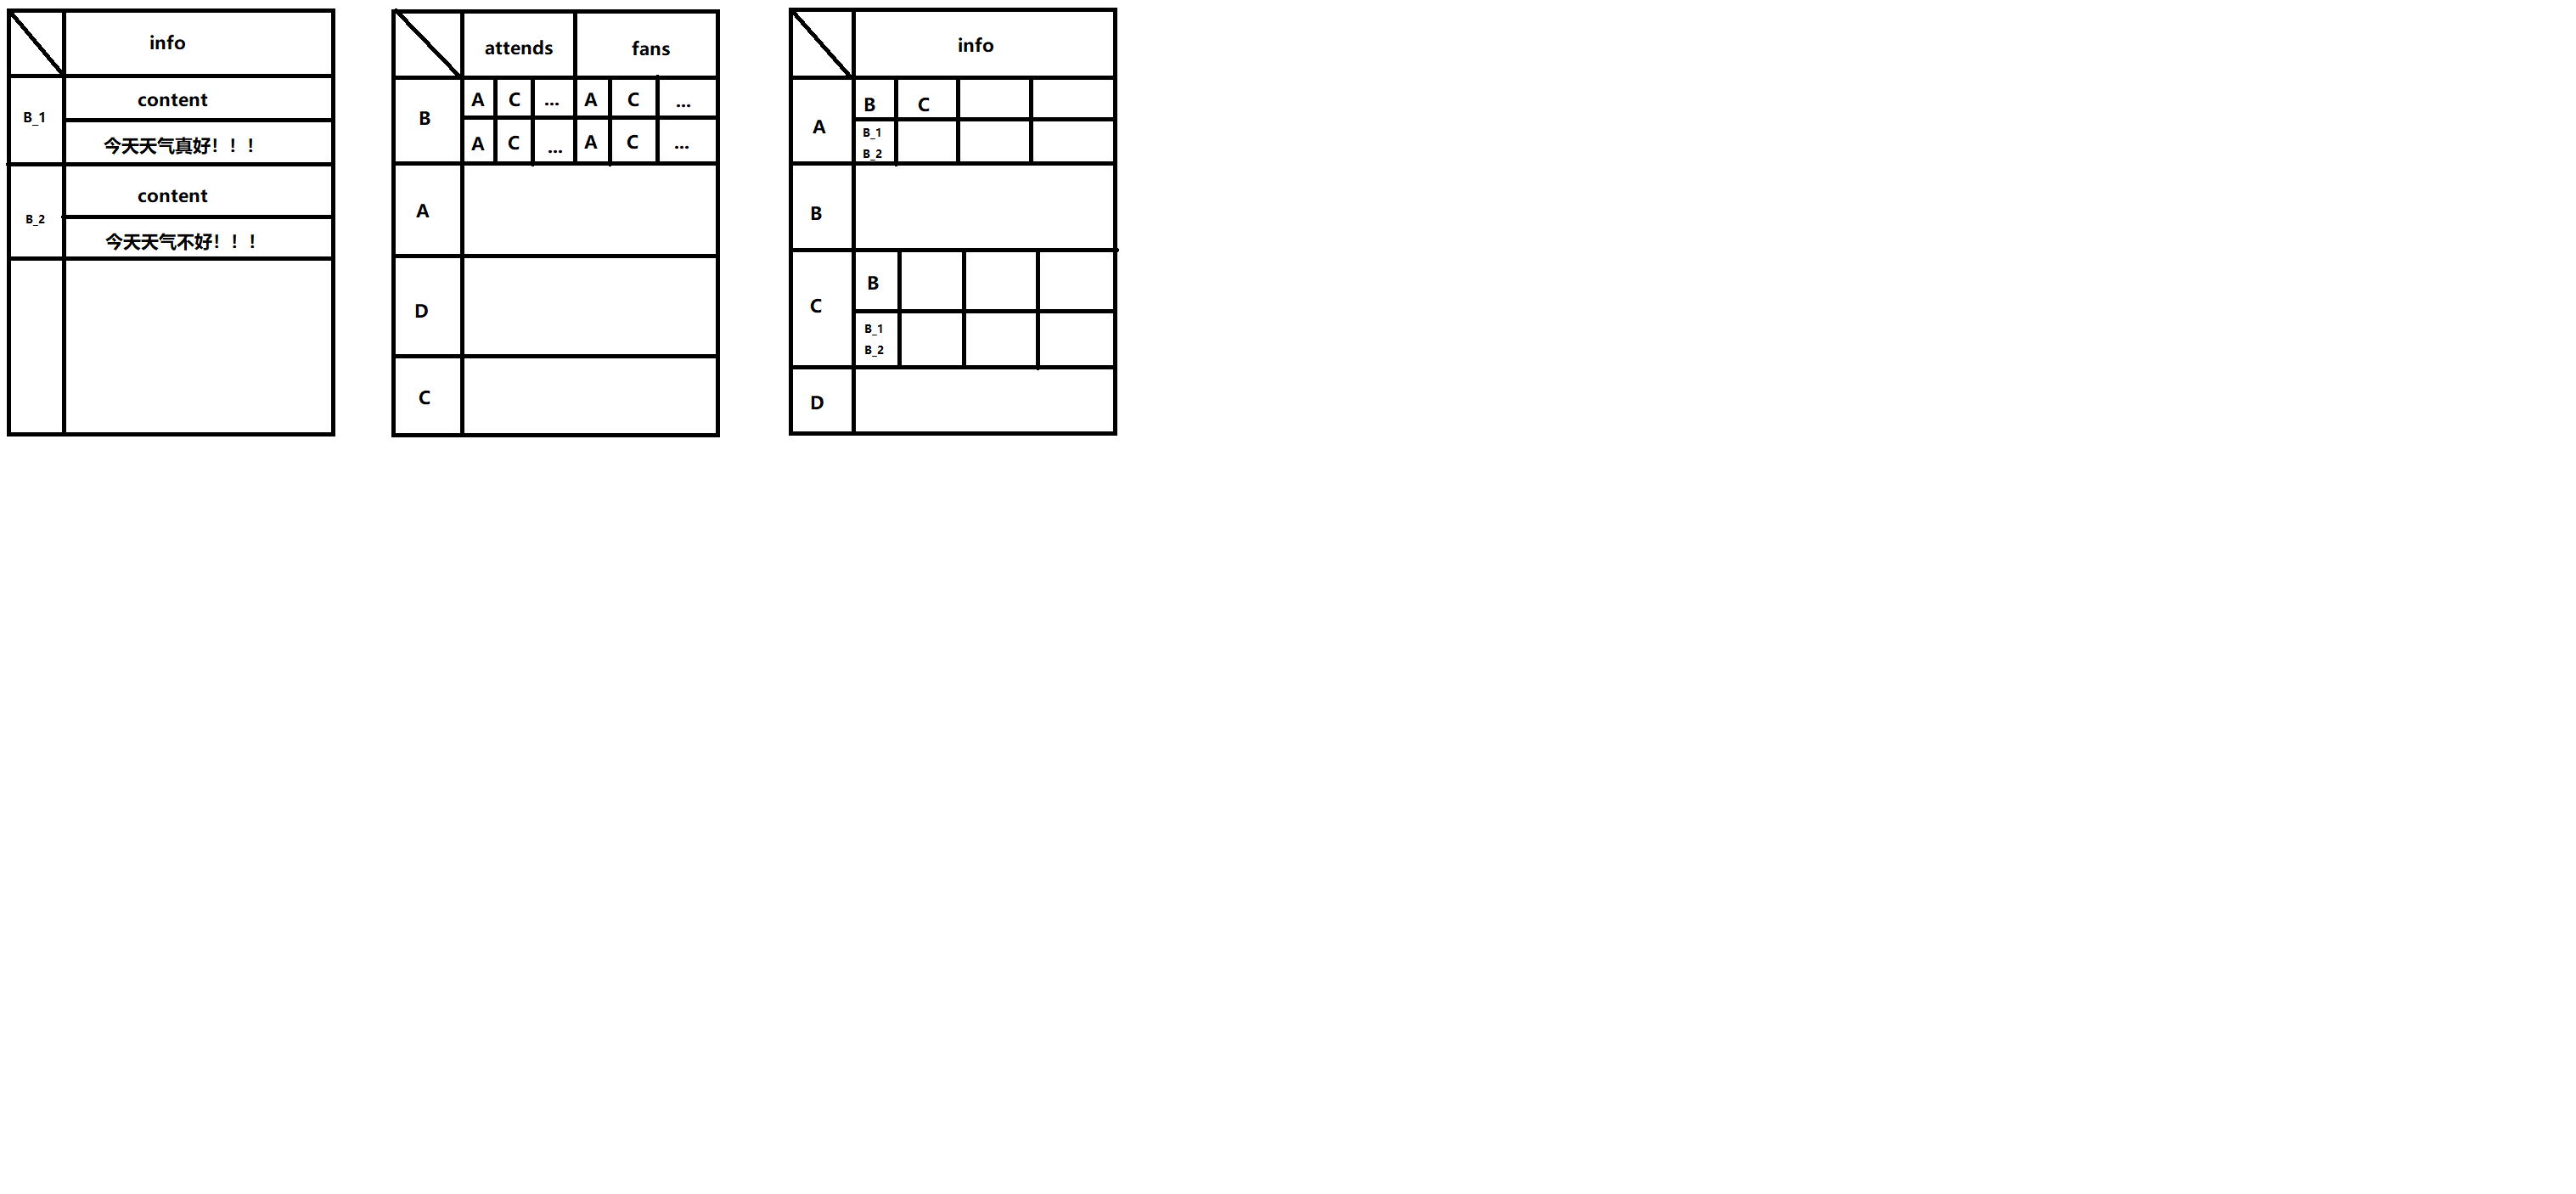 info
B_1
content
今天天气真好！！！
B_2
content
今天天气不好！！！
attends fans
B
A C ... A C ...
A C ... A C ...
A
D
C
info
A
B C
B_1
B_2
B
C
B
B_1
B_2
D